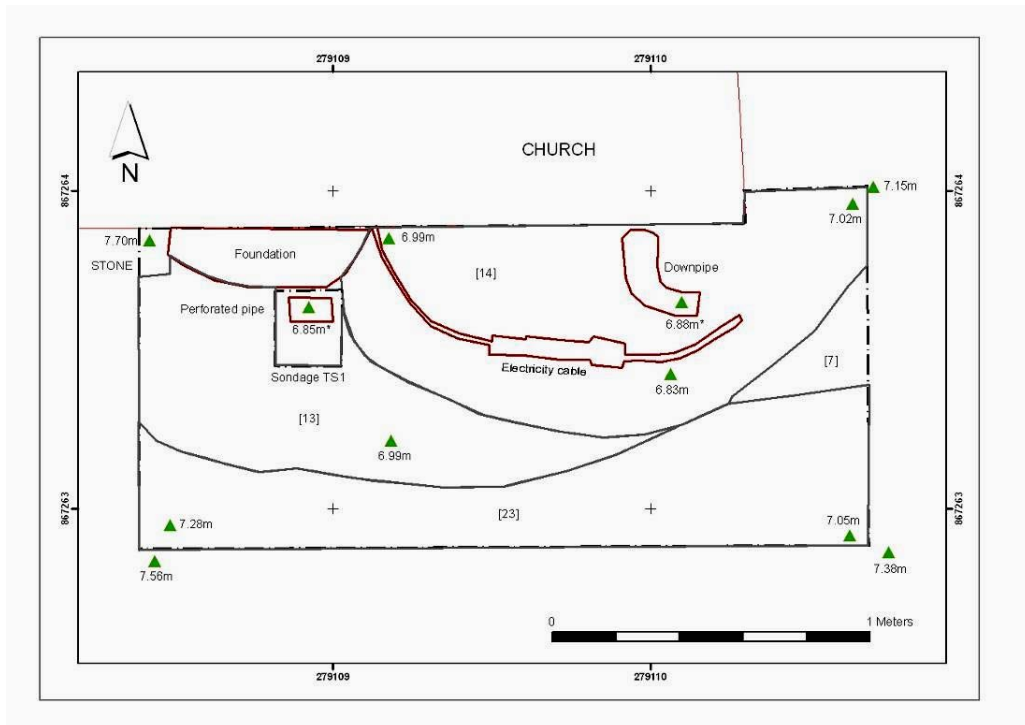 279109
279110
CHURCH
N
867264
867264
7.15m
7.02m
7.70m
6.99m
Foundation
[14]
Downpipe
STONE
Perforated pipe
6.85m*
6.88m*
Electricity cable
[7]
Sondage TS1
6.83m
[13]
6.99m
867263
867263
[23]
7.28m
7.05m
7.56m
7.38m
0
1 Meters
279109
279110